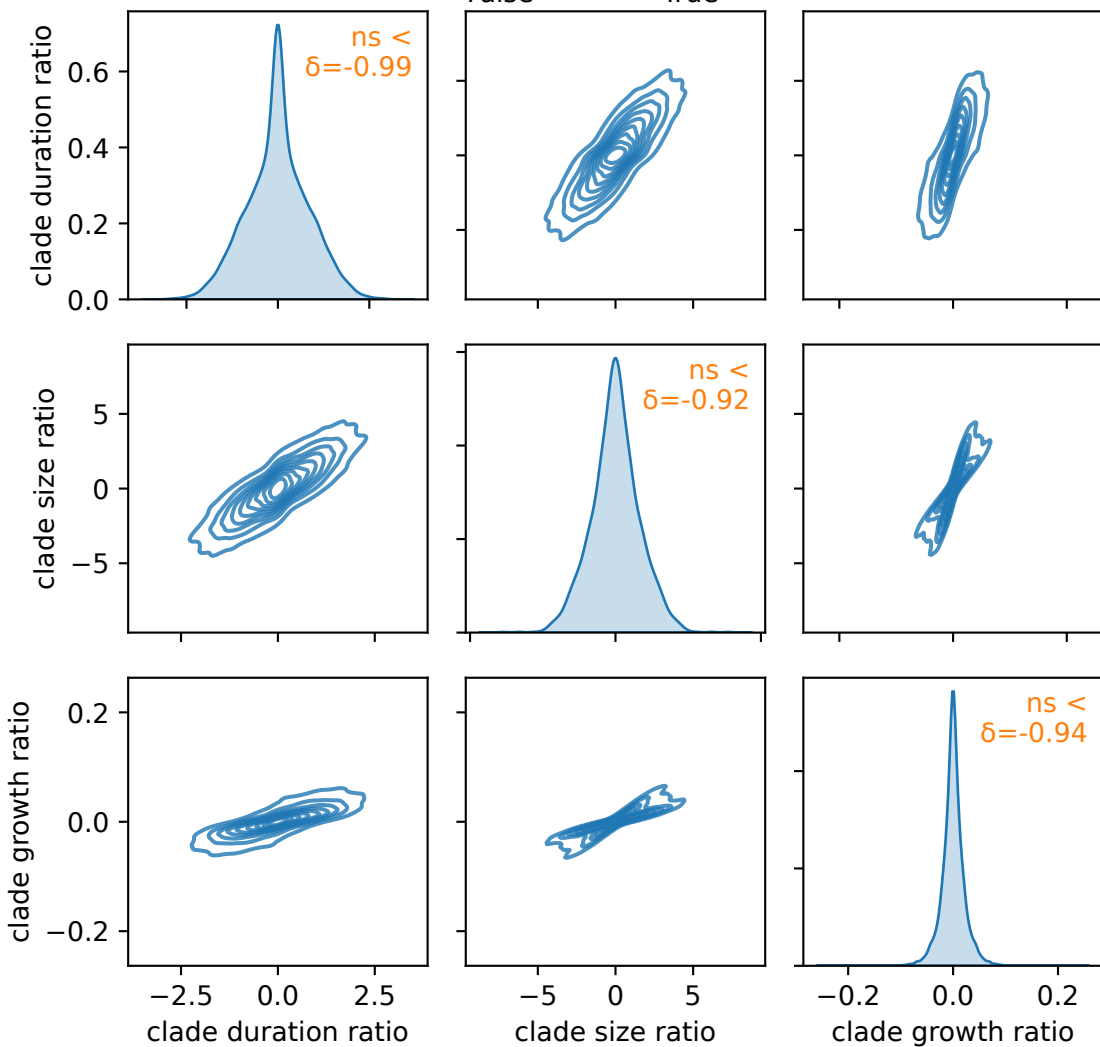 clade duration ratio
0.6
0.4
0.2
0.0
ns <
δ=-0.99
clade size ratio
5
0
−5
ns <
δ=-0.92
clade growth ratio
0.2
0.0
−0.2
ns <
δ=-0.94
−2.5 0.0 2.5
−5 0 5
−0.2 0.0 0.2
clade duration ratio
clade size ratio
clade growth ratio